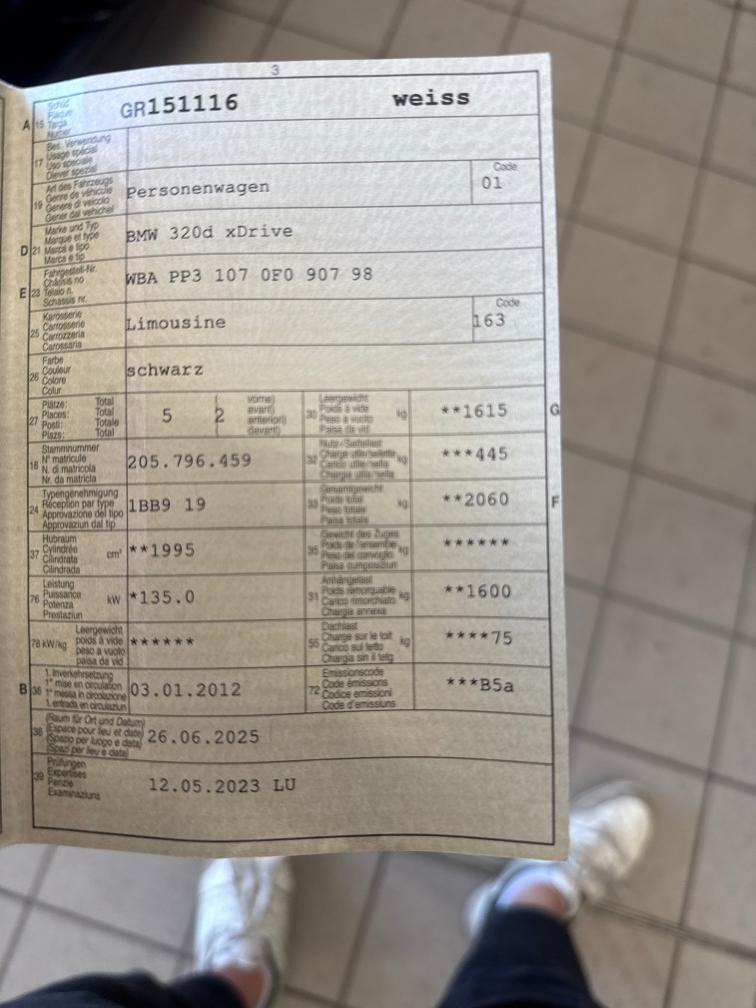 3
A 15 Schild Plaque Targa Numer GR151116 weiss
17 Bes. Verwendung Usage spécial Uso speciale Diever spezial
19 Art des Fahrzeugs Genre de véhicule Genere di veicolo Gener dal vehichel Personenwagen Code 01
D 21 Marke und Typ Marque et type Marca e tipo Marca e tip BMW 320d xDrive
E 23 Fahrgestell-Nr. Châssis no Telaio n. Schassis nr. WBA PP3 107 0F0 907 98
25 Karosserie Carrosserie Carrozzeria Carossaria Limousine Code 163
26 Farbe Couleur Colore Colur schwarz
27 Plätze: Total Places: Total Posti: Totale Plazs: Total 5 ( 2 vorne) avant) anteriori) davant) 30 Leergewicht Poids à vide Peso a vuoto Paisa da vid kg **1615 G
18 Stammnummer N° matricule N. di matricola Nr. da matricla 205.796.459 32 Nutz-/Sattellast Charge utile/sellette Carico utile/sella Chargia utile/sella kg ***445
24 Typengenehmigung Réception par type Approvazione del tipo Approvaziun dal tip 1BB9 19 33 Gesamtgewicht Poids total Peso totale Paisa totala kg **2060 F
37 Hubraum Cylindrée Cilindrata Cilindrada cm³ **1995 35 Gewicht des Zuges Poids de l'ensemble Peso del convoglio Paisa cumposiziun kg ******
76 Leistung Puissance Potenza Prestaziun kW *135.0 31 Anhängelast Poids remorquable Carico rimorchiato Chargia annexa kg **1600
78 kW/kg Leergewicht poids à vide peso a vuoto paisa da vid ****** 55 Dachlast Charge sur le toit Carico sul tetto Chargia sin il tetg kg ****75
B 36 1. Inverkehrsetzung 1re mise en circulation 1a messa in circolazione 1. entrada en circulaziun 03.01.2012 72 Emissionscode Code émissions Codice emissioni Code d'emissiuns ***B5a
38 (Raum für Ort und Datum) (Espace pour lieu et date) (Spazio per luogo e data) (Spazi per lieu e data) 26.06.2025
39 Prüfungen Expertises Perizie Examinaziuns 12.05.2023 LU